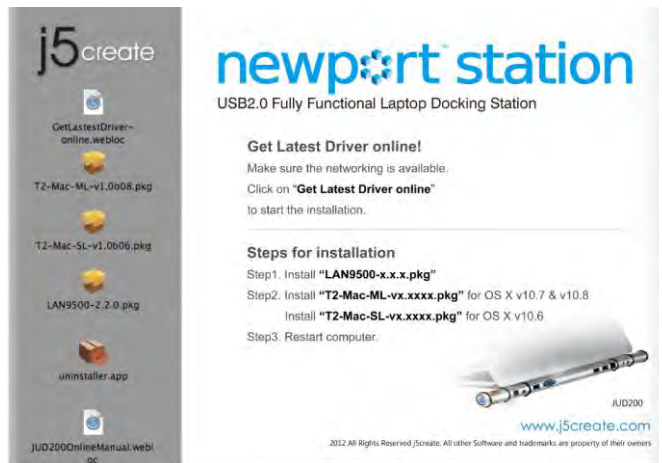 j5create
GetLastestDriver-
online.webloc
T2-Mac-ML-v1.0b08.pkg
T2-Mac-SL-v1.0b06.pkg
LAN9500-2.2.0.pkg
uninstaller.app
JUD200OnlineManual.webl
oc
newport station
USB2.0 Fully Functional Laptop Docking Station
Get Latest Driver online!
Make sure the networking is available.
Click on "Get Latest Driver online"
to start the installation.
Steps for installation
Step1. Install "LAN9500-x.x.x.pkg"
Step2. Install "T2-Mac-ML-vx.xxxx.pkg" for OS X v10.7 & v10.8
Install "T2-Mac-SL-vx.xxxx.pkg" for OS X v10.6
Step3. Restart computer.
JUD200
www.j5create.com
2012 All Rights Reserved j5create. All other Software and trademarks are property of their owners